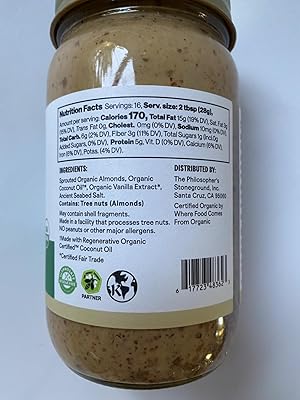 Nutrition Facts Servings: 16, Serv. size: 2 tbsp (28g),
Amount per serving: Calories 170, Total Fat 15g (19% DV), Sat. Fat 3g
(15% DV), Trans Fat 0g, Cholest. 0mg (0% DV), Sodium 10mg (0% DV),
Total Carb. 6g (2% DV), Fiber 3g (11% DV), Total Sugars 1g (Incl. 0g
Added Sugars, 0% DV), Protein 5g, Vit. D (0% DV), Calcium (6% DV),
Iron (6% DV), Potas. (4% DV).
INGREDIENTS:
Sprouted Organic Almonds, Organic
Coconut Oil†*, Organic Vanilla Extract*,
Ancient Seabed Salt.
Contains: Tree nuts (Almonds)
May contain shell fragments.
Made in a facility that processes tree nuts.
NO peanuts or other major allergens.
†Made with Regenerative Organic
Certified™ Coconut Oil
*Certified Fair Trade
DISTRIBUTED BY:
The Philosopher's
Stoneground, Inc.
Santa Cruz, CA 95060
Certified Organic by
Where Food Comes
From Organic
PARTNER
K
6 17723 48362 1